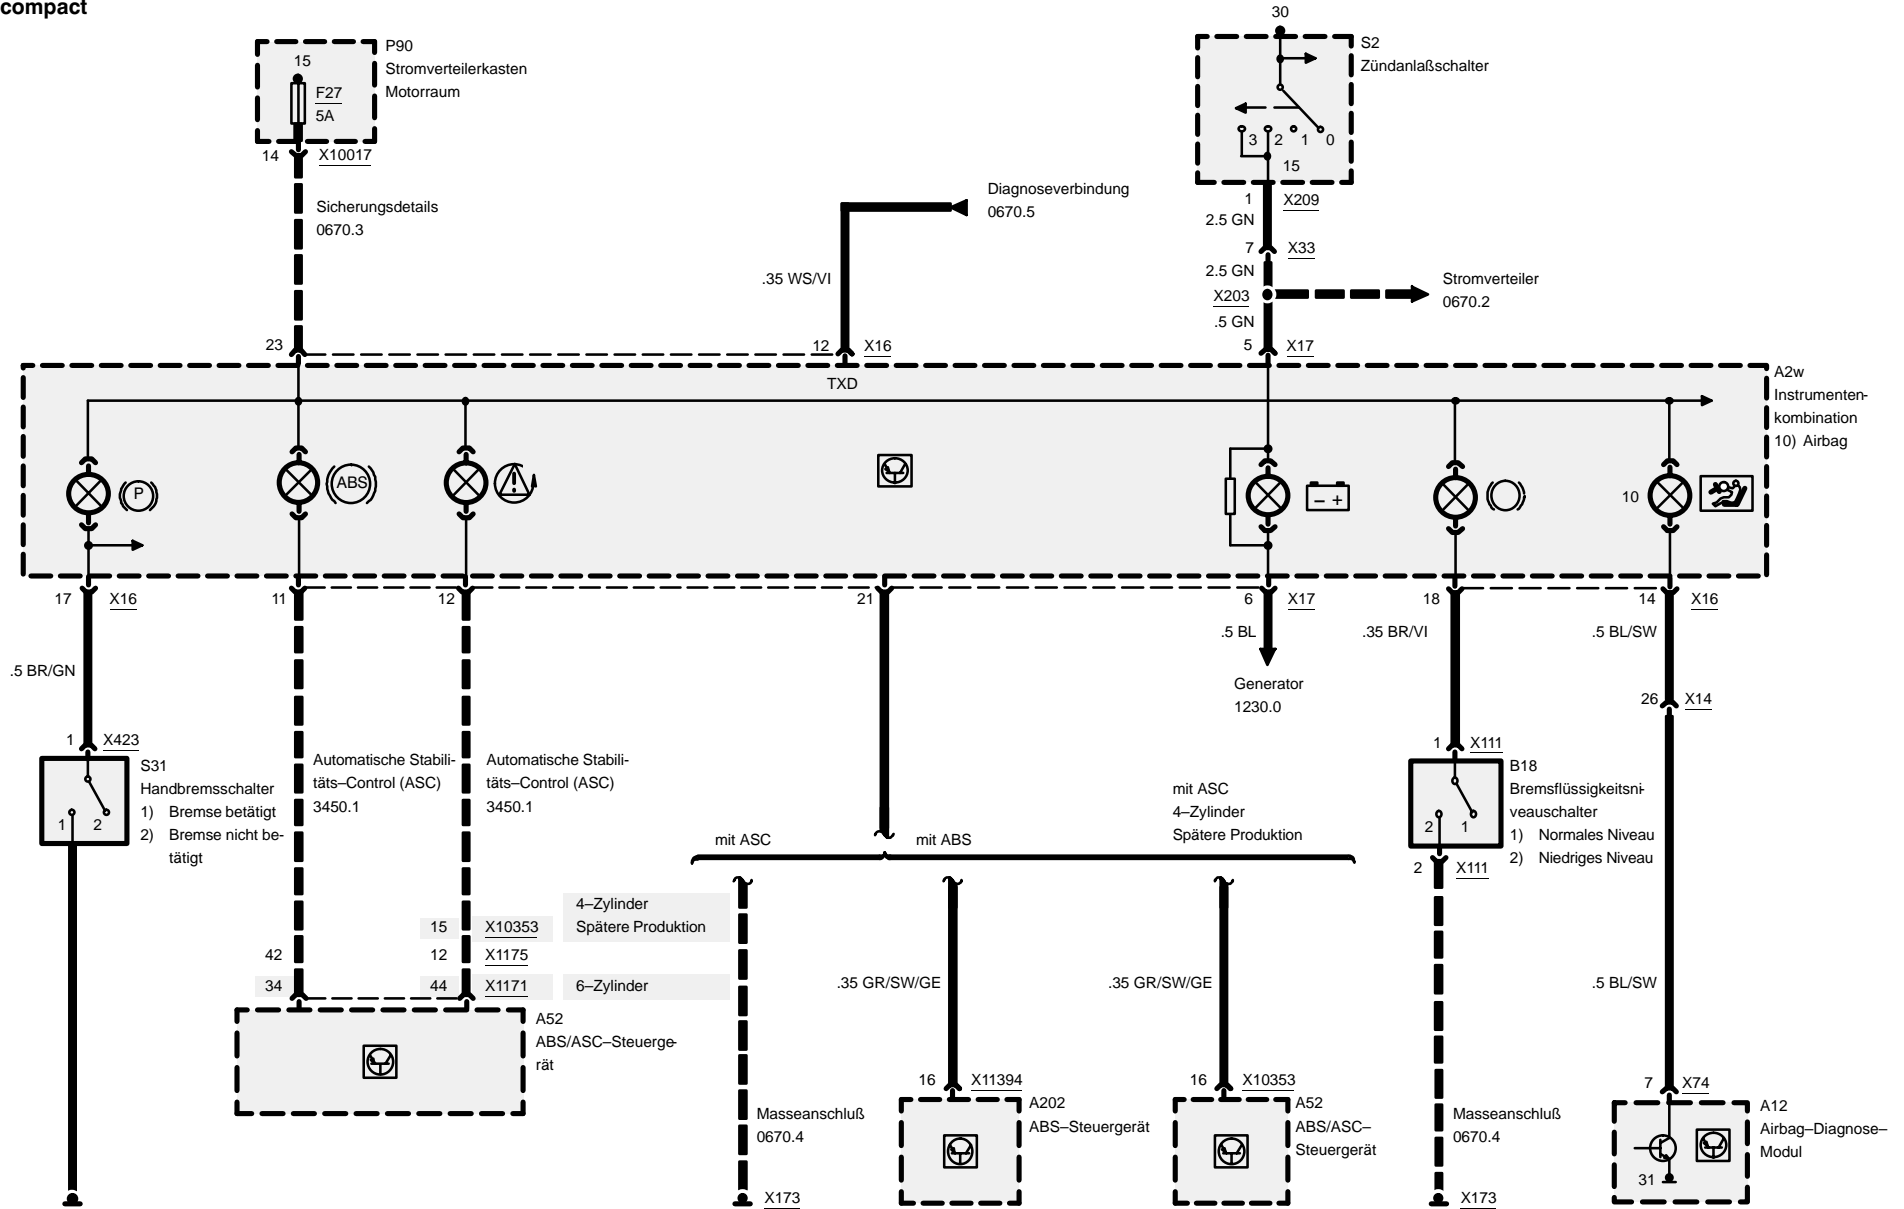 compact
30
15
F27
5A
P90
Stromverteilerkasten
Motorraum
S2
Zündanlaßschalter
3
2
1
0
15
14
X10017
Sicherungsdetails
0670.3
Diagnoseverbindung
0670.5
.35 WS/VI
1
X209
2.5 GN
7
X33
2.5 GN
X203
.5 GN
Stromverteiler
0670.2
23
12
X16
5
X17
TXD
A2w
Instrumenten-
kombination
10) Airbag
P
ABS
– +
10
17
X16
11
12
21
6
X17
18
14
X16
.5 BR/GN
.5 BL
.35 BR/VI
.5 BL/SW
Generator
1230.0
26
X14
1
X423
S31
Handbremsschalter
1) Bremse betätigt
2) Bremse nicht be-
tätigt
1
2
Automatische Stabili-
täts–Control (ASC)
3450.1
Automatische Stabili-
täts–Control (ASC)
3450.1
mit ASC
mit ABS
mit ASC
4–Zylinder
Spätere Produktion
1
X111
B18
Bremsflüssigkeitsni-
veauschalter
1) Normales Niveau
2) Niedriges Niveau
2
1
2
X111
15
X10353
4–Zylinder
Spätere Produktion
42
12
X1175
34
44
X1171
6–Zylinder
.35 GR/SW/GE
.35 GR/SW/GE
.5 BL/SW
A52
ABS/ASC–Steuerge-
rät
16
X11394
A202
ABS–Steuergerät
16
X10353
A52
ABS/ASC–
Steuergerät
7
X74
A12
Airbag–Diagnose–
Modul
31
Masseanschluß
0670.4
X173
Masseanschluß
0670.4
X173